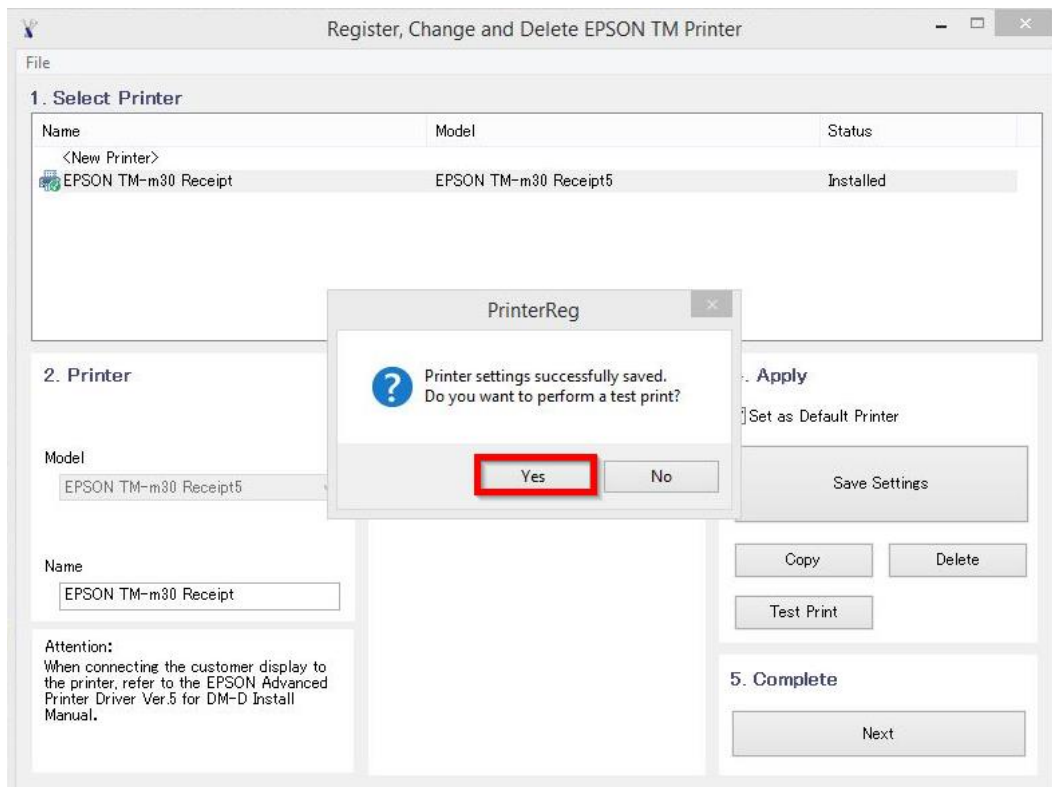 Register, Change and Delete EPSON TM Printer
File
1. Select Printer
Name Model Status
<New Printer>
EPSON TM-m30 Receipt EPSON TM-m30 Receipt5 Installed
PrinterReg
Printer settings successfully saved.
Do you want to perform a test print?
Yes No
2. Printer
Model
EPSON TM-m30 Receipt5
Name
EPSON TM-m30 Receipt
Attention:
When connecting the customer display to
the printer, refer to the EPSON Advanced
Printer Driver Ver.5 for DM-D Install
Manual.
. Apply
Set as Default Printer
Save Settings
Copy Delete
Test Print
5. Complete
Next